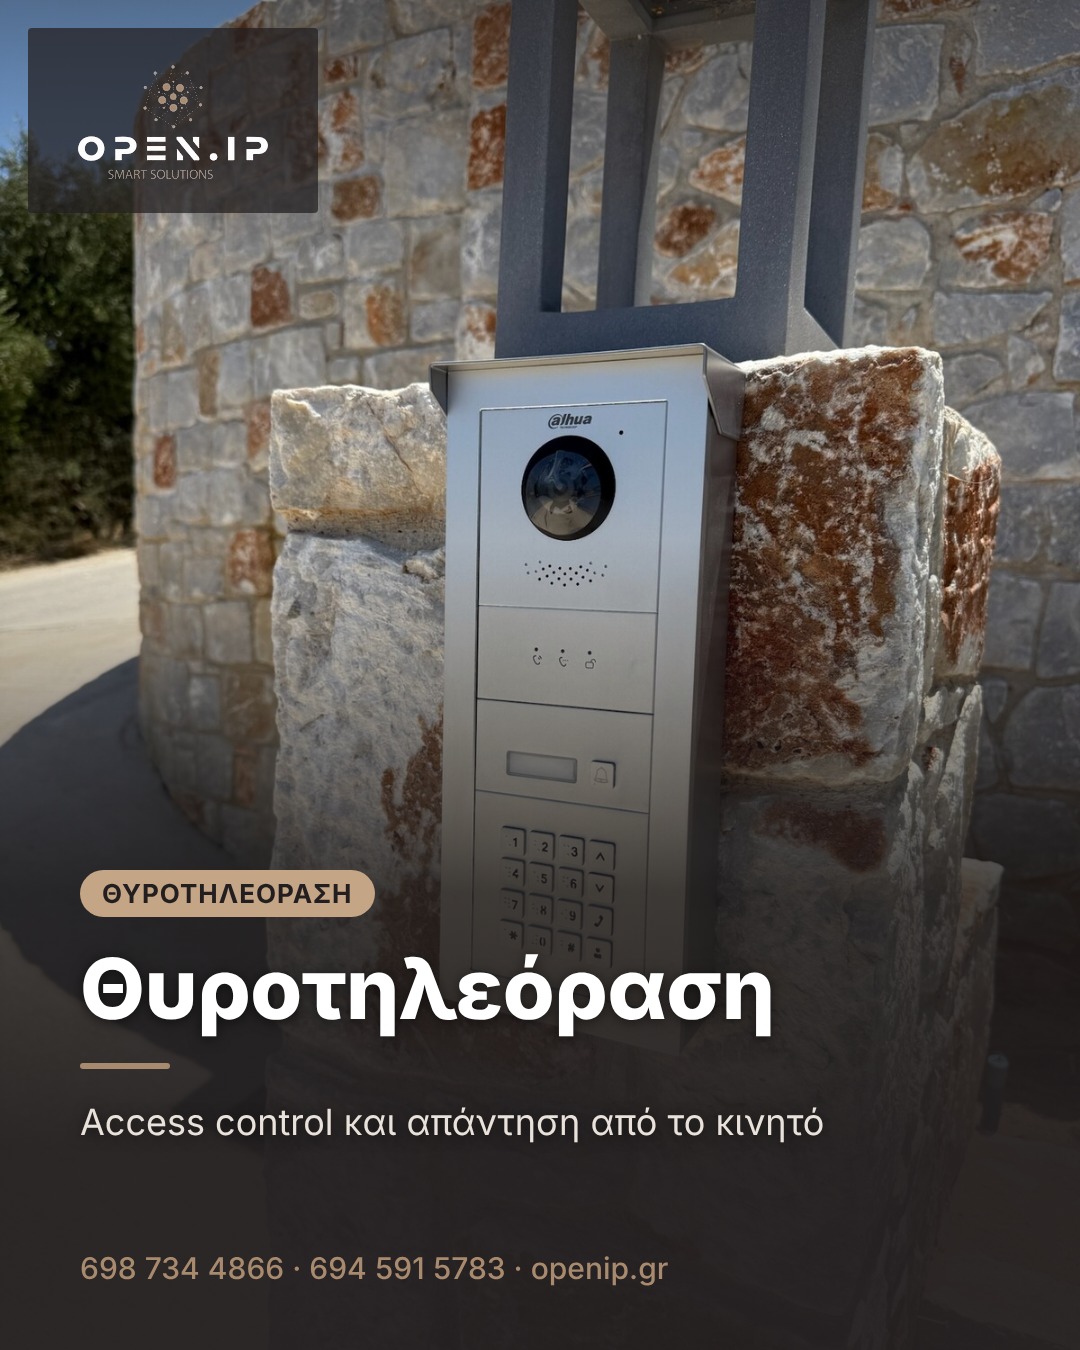 OPEN.IP
SMART SOLUTIONS
alhua
1 2 3
4 5 6
7 8 9
* 0 #
ΘΥΡΟΤΗΛΕΟΡΑΣΗ
Θυροτηλεόραση
Access control και απάντηση από το κινητό
698 734 4866 · 694 591 5783 · openip.gr